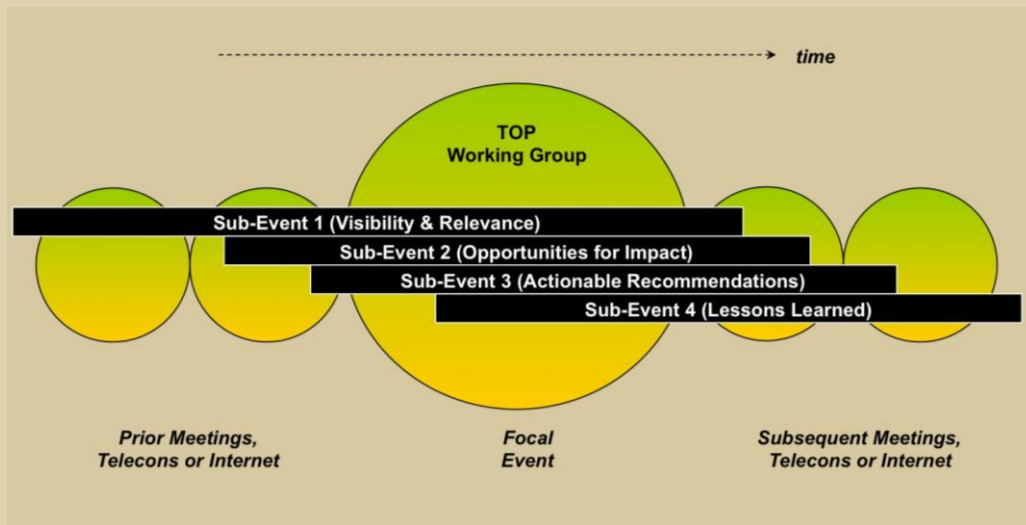 time
TOP
Working Group
Sub-Event 1 (Visibility & Relevance)
Sub-Event 2 (Opportunities for Impact)
Sub-Event 3 (Actionable Recommendations)
Sub-Event 4 (Lessons Learned)
Prior Meetings,
Telecons or Internet
Focal
Event
Subsequent Meetings,
Telecons or Internet